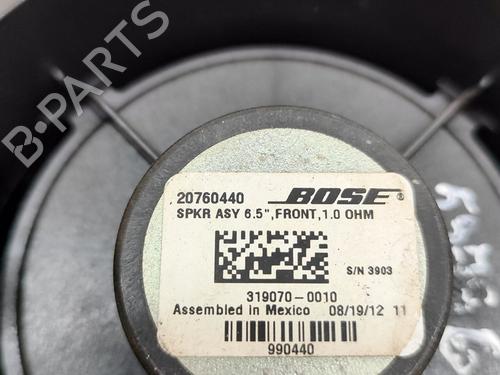 B-PARTS
20760440 BOSE®
SPKR ASY 6.5",FRONT,1.0 OHM
S/N 3903
319070-0010
Assembled in Mexico 08/19/12 11
990440